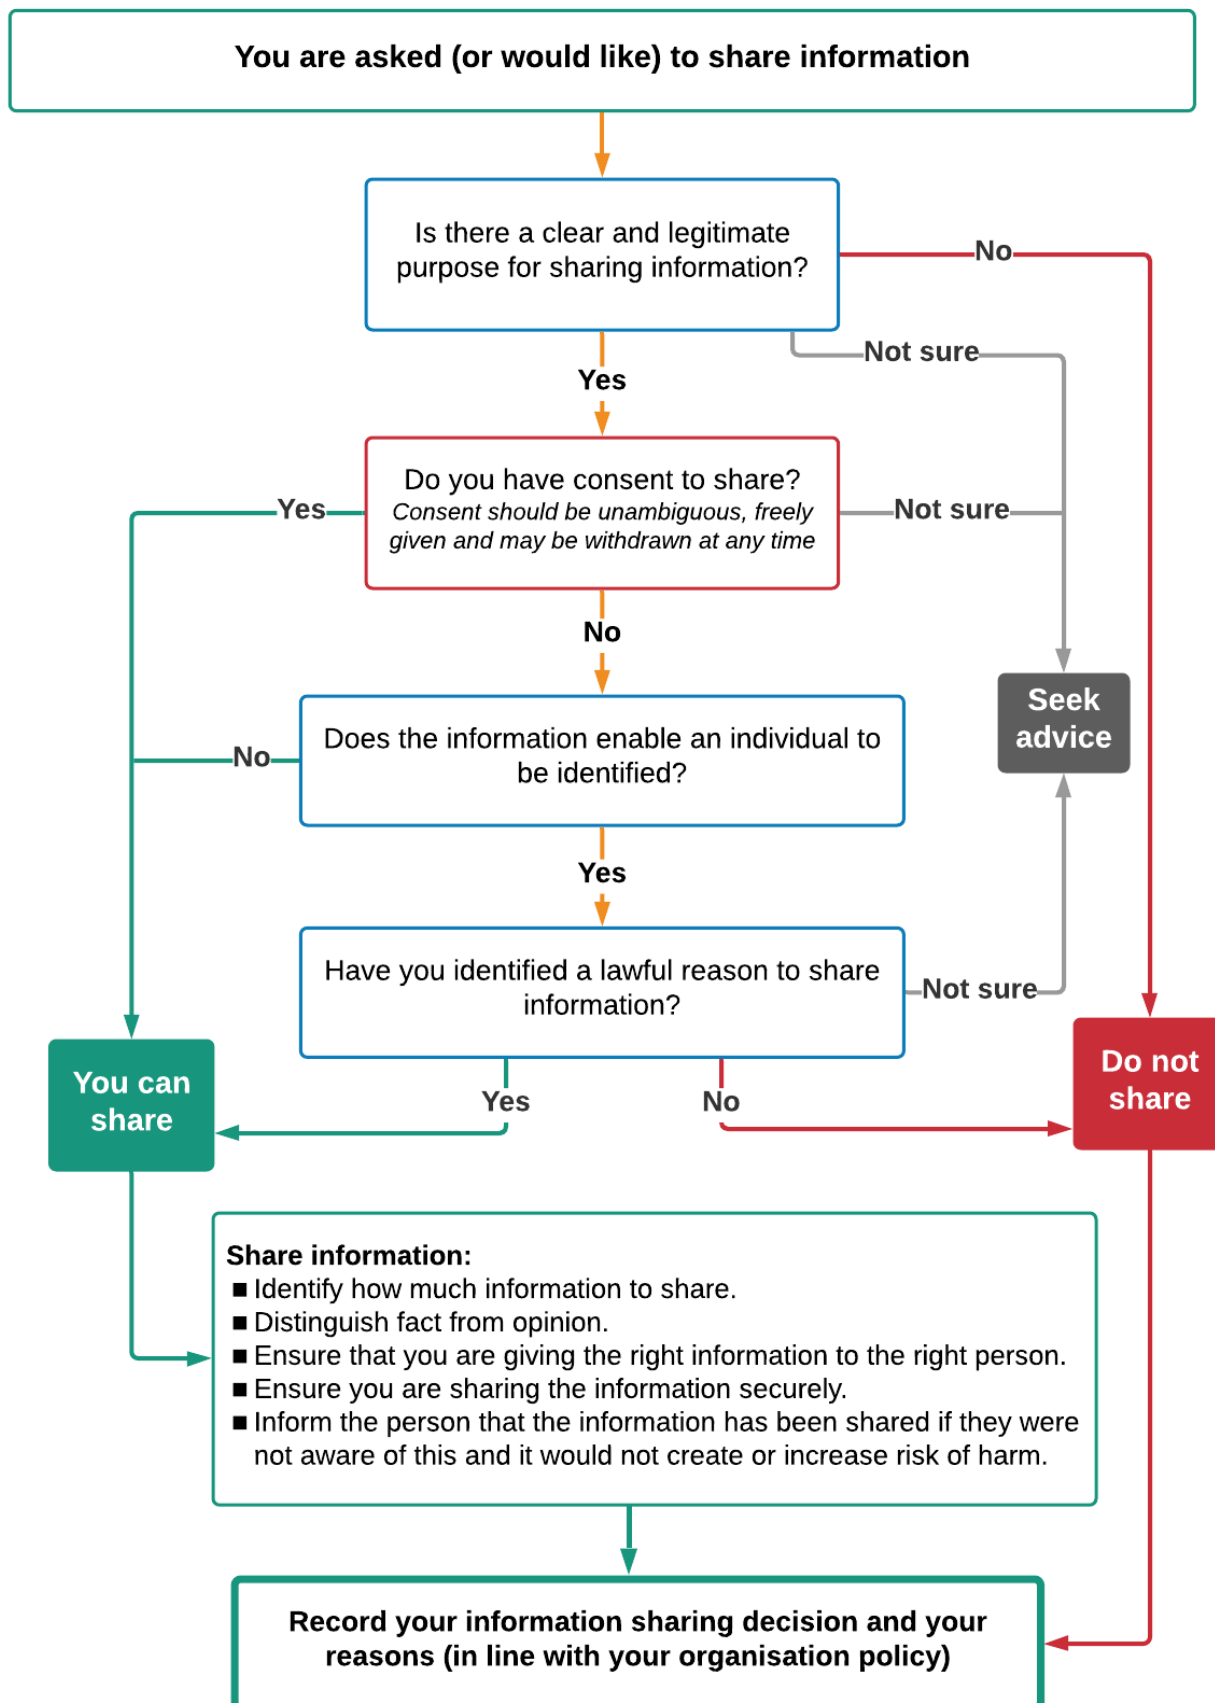 You are asked (or would like) to share information
Is there a clear and legitimate
purpose for sharing information?
No
Not sure
Yes
Do you have consent to share?
Consent should be unambiguous, freely
given and may be withdrawn at any time
Yes
Not sure
No
Seek
advice
Does the information enable an individual to
be identified?
No
Yes
Have you identified a lawful reason to share
information?
Not sure
You can
share
Yes
No
Do not
share
Share information:
■ Identify how much information to share.
■ Distinguish fact from opinion.
■ Ensure that you are giving the right information to the right person.
■ Ensure you are sharing the information securely.
■ Inform the person that the information has been shared if they were
not aware of this and it would not create or increase risk of harm.
Record your information sharing decision and your
reasons (in line with your organisation policy)